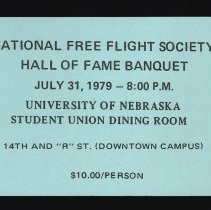 ATIONAL FREE FLIGHT SOCIETY
HALL OF FAME BANQUET
JULY 31, 1979 – 8:00 P.M.
UNIVERSITY OF NEBRASKA
STUDENT UNION DINING ROOM
14TH AND "R" ST. (DOWNTOWN CAMPUS)
$10.00/PERSON